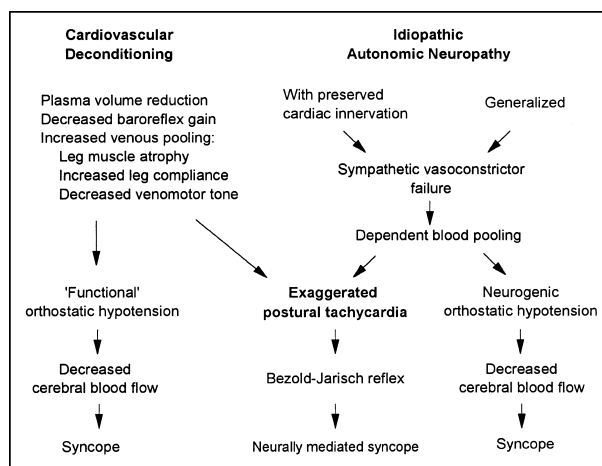 Cardiovascular
Deconditioning
Idiopathic
Autonomic Neuropathy
Plasma volume reduction
Decreased baroreflex gain
Increased venous pooling:
Leg muscle atrophy
Increased leg compliance
Decreased venomotor tone
With preserved
cardiac innervation
Generalized
Sympathetic vasoconstrictor
failure
Dependent blood pooling
'Functional'
orthostatic hypotension
Exaggerated
postural tachycardia
Neurogenic
orthostatic hypotension
Decreased
cerebral blood flow
Bezold-Jarisch reflex
Decreased
cerebral blood flow
Syncope
Neurally mediated syncope
Syncope